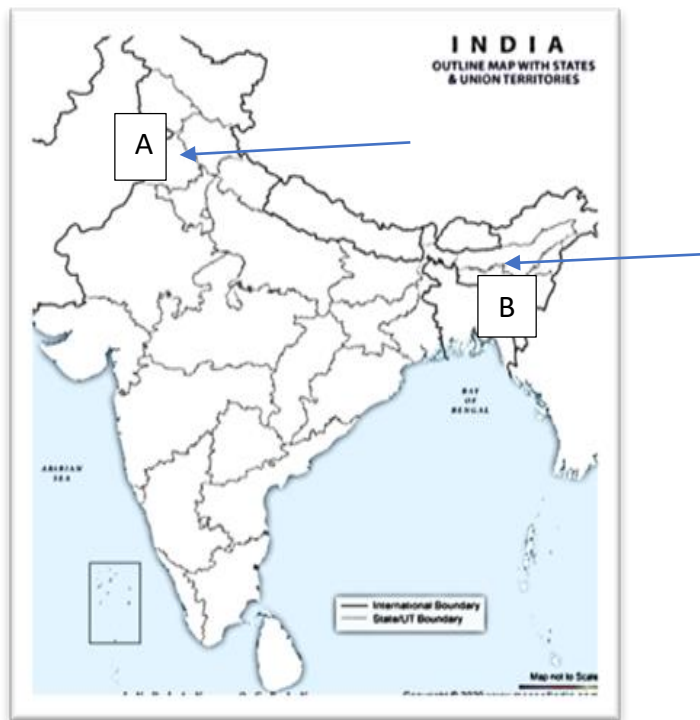 INDIA
OUTLINE MAP WITH STATES
& UNION TERRITORIES
A
B
BAY
OF
BENGAL
ARABIAN
SEA
International Boundary
State/UT Boundary
Map not to Scale